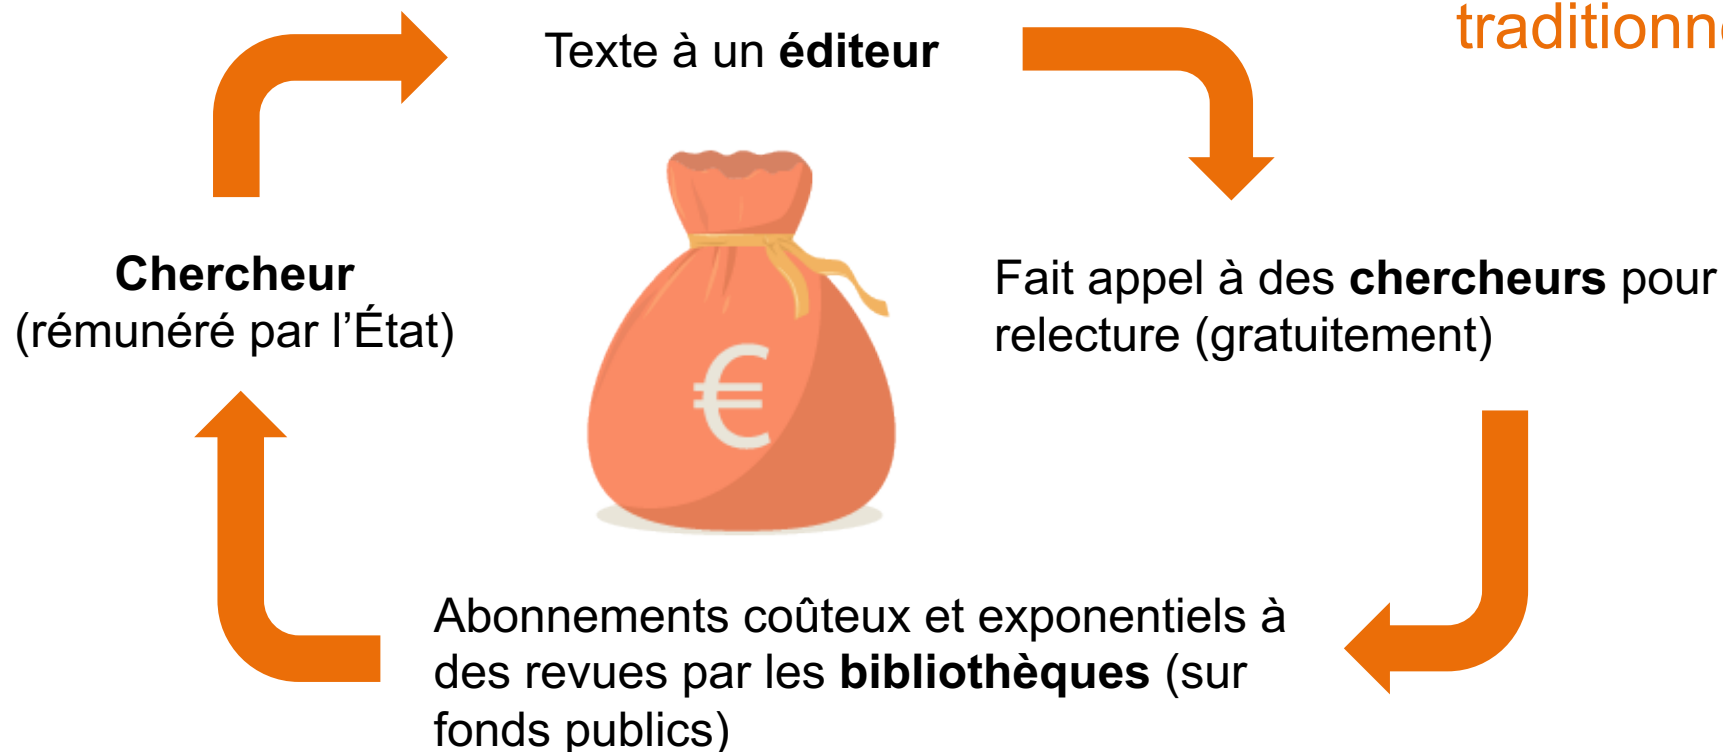 traditionn
Texte à un éditeur
Chercheur
(rémunéré par l’État)
Fait appel à des chercheurs pour
relecture (gratuitement)
€
Abonnements coûteux et exponentiels à
des revues par les bibliothèques (sur
fonds publics)